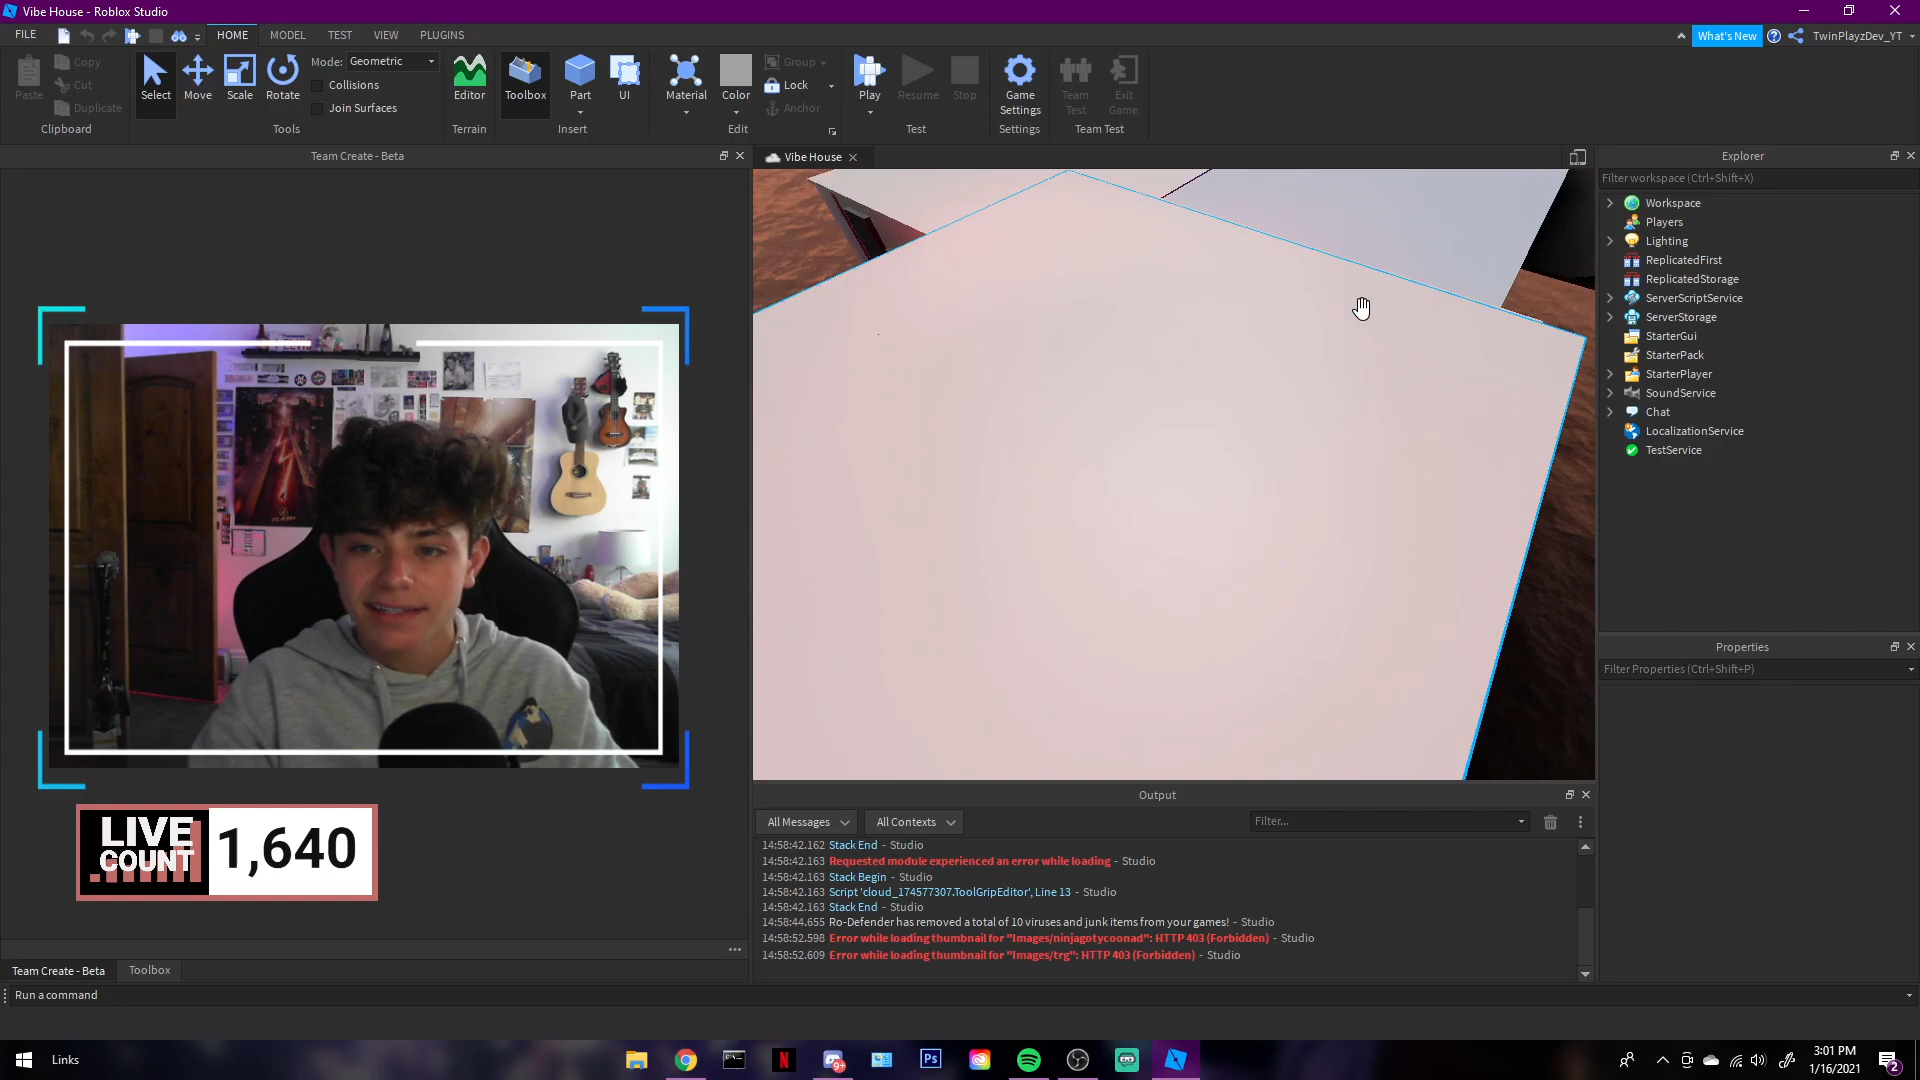 Vibe House - Roblox Studio
FILE
HOME
MODEL
TEST
VIEW
PLUGINS
What's New
TwinPlayzDev_YT
Paste
Copy
Cut
Duplicate
Clipboard
Select
Move
Scale
Rotate
Mode: Geometric
Collisions
Join Surfaces
Tools
Editor
Terrain
Toolbox
Part
UI
Insert
Material
Color
Group
Lock
Anchor
Edit
Play
Resume
Stop
Test
Game Settings
Settings
Team Test
Exit Game
Team Test
Team Create - Beta
Vibe House
Explorer
Filter workspace (Ctrl+Shift+X)
Workspace
Players
Lighting
ReplicatedFirst
ReplicatedStorage
ServerScriptService
ServerStorage
StarterGui
StarterPack
StarterPlayer
SoundService
Chat
LocalizationService
TestService
Properties
Filter Properties (Ctrl+Shift+P)
LIVE
COUNT
1,640
Output
All Messages
All Contexts
Filter...
14:58:42.162 Stack End - Studio
14:58:42.163 Requested module experienced an error while loading - Studio
14:58:42.163 Stack Begin - Studio
14:58:42.163 Script 'cloud_174577307.ToolGripEditor', Line 13 - Studio
14:58:42.163 Stack End - Studio
14:58:44.655 Ro-Defender has removed a total of 10 viruses and junk items from your games! - Studio
14:58:52.598 Error while loading thumbnail for "Images/ninjagotycoonad": HTTP 403 (Forbidden) - Studio
14:58:52.609 Error while loading thumbnail for "Images/trg": HTTP 403 (Forbidden) - Studio
Team Create - Beta
Toolbox
Run a command
Links
N
9+
Ps
3:01 PM
1/16/2021
2